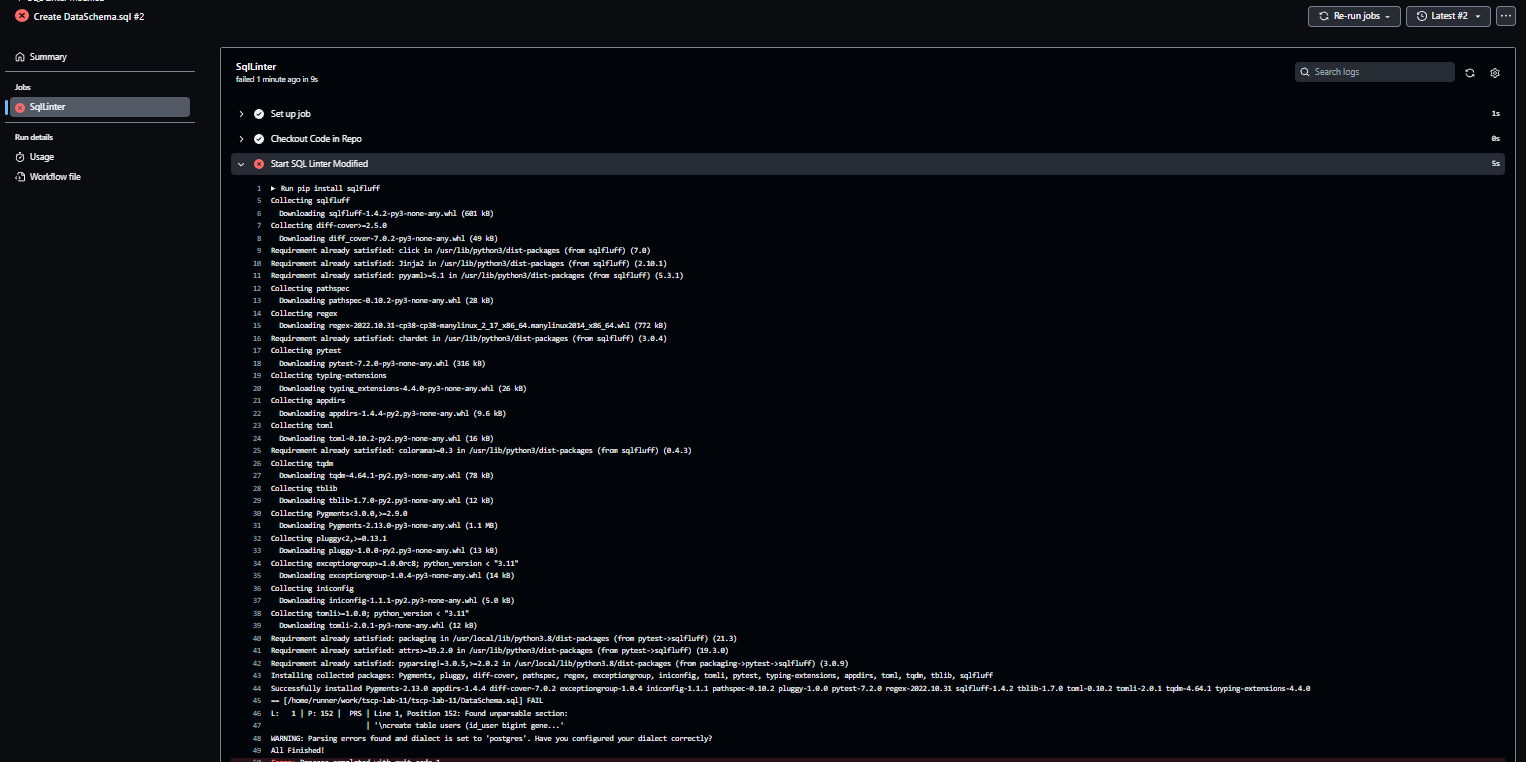 Create DataSchema.sql #2
Re-run jobs
Latest #2
...
Summary
Jobs
SqlLinter
Run details
Usage
Workflow file
SqlLinter
failed 1 minute ago in 9s
Search logs
Set up job 1s
Checkout Code in Repo 0s
Start SQL Linter Modified 5s
1 Run pip install sqlfluff
5 Collecting sqlfluff
6 Downloading sqlfluff-1.4.2-py3-none-any.whl (601 kB)
7 Collecting diff-cover>=2.5.0
8 Downloading diff_cover-7.0.2-py3-none-any.whl (49 kB)
9 Requirement already satisfied: click in /usr/lib/python3/dist-packages (from sqlfluff) (7.0)
10 Requirement already satisfied: Jinja2 in /usr/lib/python3/dist-packages (from sqlfluff) (2.10.1)
11 Requirement already satisfied: pyyaml>=5.1 in /usr/lib/python3/dist-packages (from sqlfluff) (5.3.1)
12 Collecting pathspec
13 Downloading pathspec-0.10.2-py3-none-any.whl (28 kB)
14 Collecting regex
15 Downloading regex-2022.10.31-cp38-cp38-manylinux_2_17_x86_64.manylinux2014_x86_64.whl (772 kB)
16 Requirement already satisfied: chardet in /usr/lib/python3/dist-packages (from sqlfluff) (3.0.4)
17 Collecting pytest
18 Downloading pytest-7.2.0-py3-none-any.whl (316 kB)
19 Collecting typing-extensions
20 Downloading typing_extensions-4.4.0-py3-none-any.whl (26 kB)
21 Collecting appdirs
22 Downloading appdirs-1.4.4-py2.py3-none-any.whl (9.6 kB)
23 Collecting toml
24 Downloading toml-0.10.2-py2.py3-none-any.whl (16 kB)
25 Requirement already satisfied: colorama>=0.3 in /usr/lib/python3/dist-packages (from sqlfluff) (0.4.3)
26 Collecting tqdm
27 Downloading tqdm-4.64.1-py2.py3-none-any.whl (78 kB)
28 Collecting tblib
29 Downloading tblib-1.7.0-py2.py3-none-any.whl (12 kB)
30 Collecting Pygments<3.0.0,>=2.9.0
31 Downloading Pygments-2.13.0-py3-none-any.whl (1.1 MB)
32 Collecting pluggy<2,>=0.13.1
33 Downloading pluggy-1.0.0-py2.py3-none-any.whl (13 kB)
34 Collecting exceptiongroup>=1.0.0rc8; python_version < "3.11"
35 Downloading exceptiongroup-1.0.4-py3-none-any.whl (14 kB)
36 Collecting iniconfig
37 Downloading iniconfig-1.1.1-py2.py3-none-any.whl (5.0 kB)
38 Collecting tomli>=1.0.0; python_version < "3.11"
39 Downloading tomli-2.0.1-py3-none-any.whl (12 kB)
40 Requirement already satisfied: packaging in /usr/local/lib/python3.8/dist-packages (from pytest->sqlfluff) (21.3)
41 Requirement already satisfied: attrs>=19.2.0 in /usr/lib/python3/dist-packages (from pytest->sqlfluff) (19.3.0)
42 Requirement already satisfied: pyparsing!=3.0.5,>=2.0.2 in /usr/local/lib/python3.8/dist-packages (from packaging->pytest->sqlfluff) (3.0.9)
43 Installing collected packages: Pygments, pluggy, diff-cover, pathspec, regex, exceptiongroup, iniconfig, tomli, pytest, typing-extensions, appdirs, toml, tqdm, tblib, sqlfluff
44 Successfully installed Pygments-2.13.0 appdirs-1.4.4 diff-cover-7.0.2 exceptiongroup-1.0.4 iniconfig-1.1.1 pathspec-0.10.2 pluggy-1.0.0 pytest-7.2.0 regex-2022.10.31 sqlfluff-1.4.2 tblib-1.7.0 toml-0.10.2 tomli-2.0.1 tqdm-4.64.1 typing-extensions-4.4.0
45 == [/home/runner/work/tscp-lab-11/tscp-lab-11/DataSchema.sql] FAIL
46 L: 1 | P: 152 | PRS | Line 1, Position 152: Found unparsable section:
47 | '\ncreate table users (id_user bigint gene...'
48 WARNING: Parsing errors found and dialect is set to 'postgres'. Have you configured your dialect correctly?
49 All Finished!